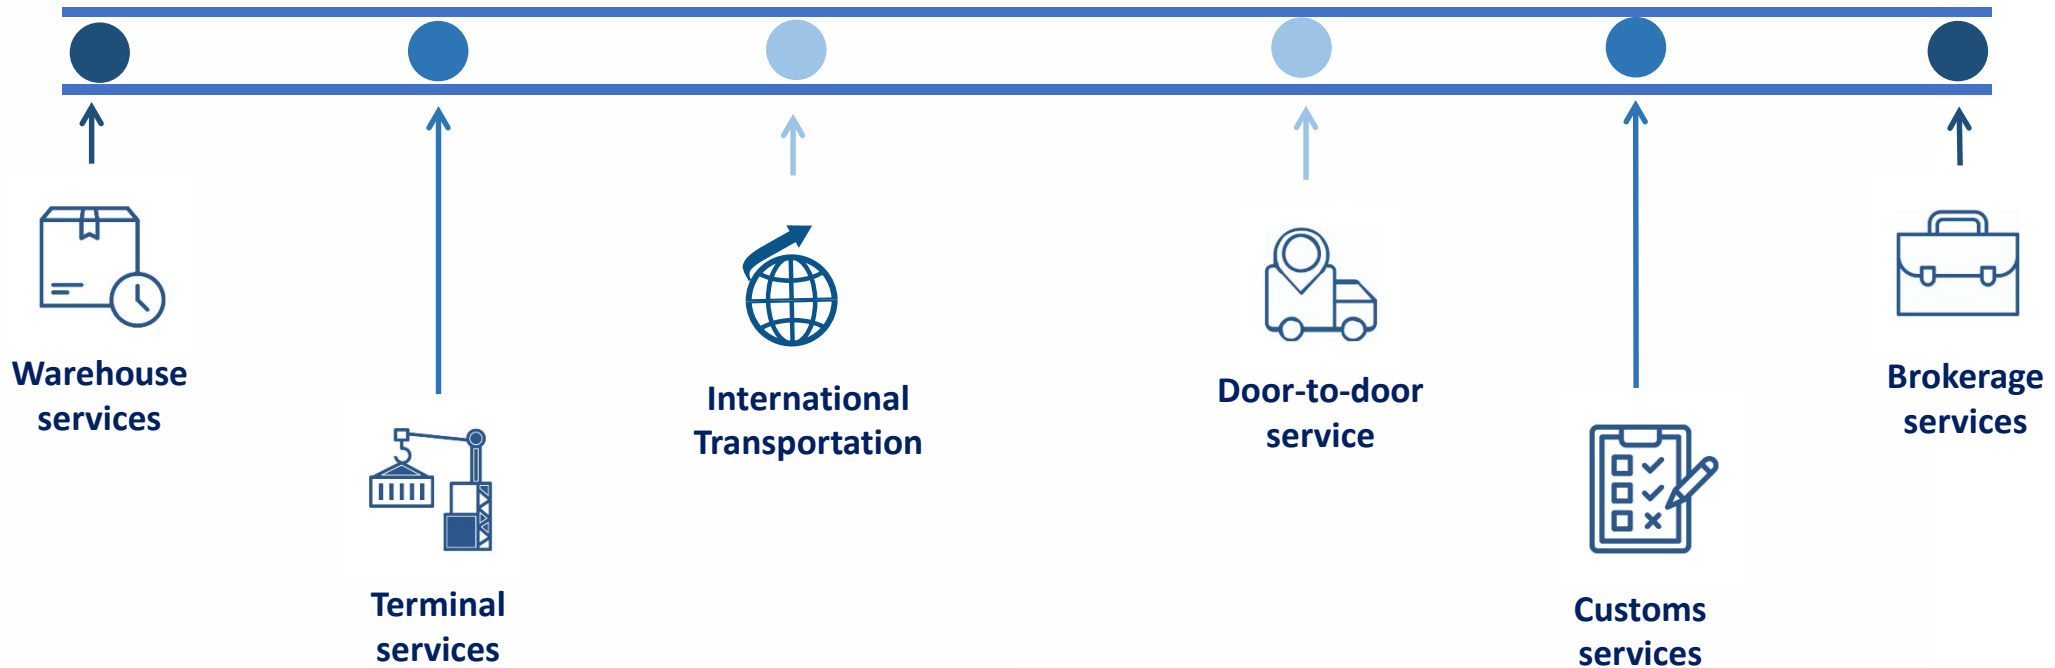 Warehouse
services
Terminal
services
International
Transportation
Door-to-door
service
Customs
services
Brokerage
services